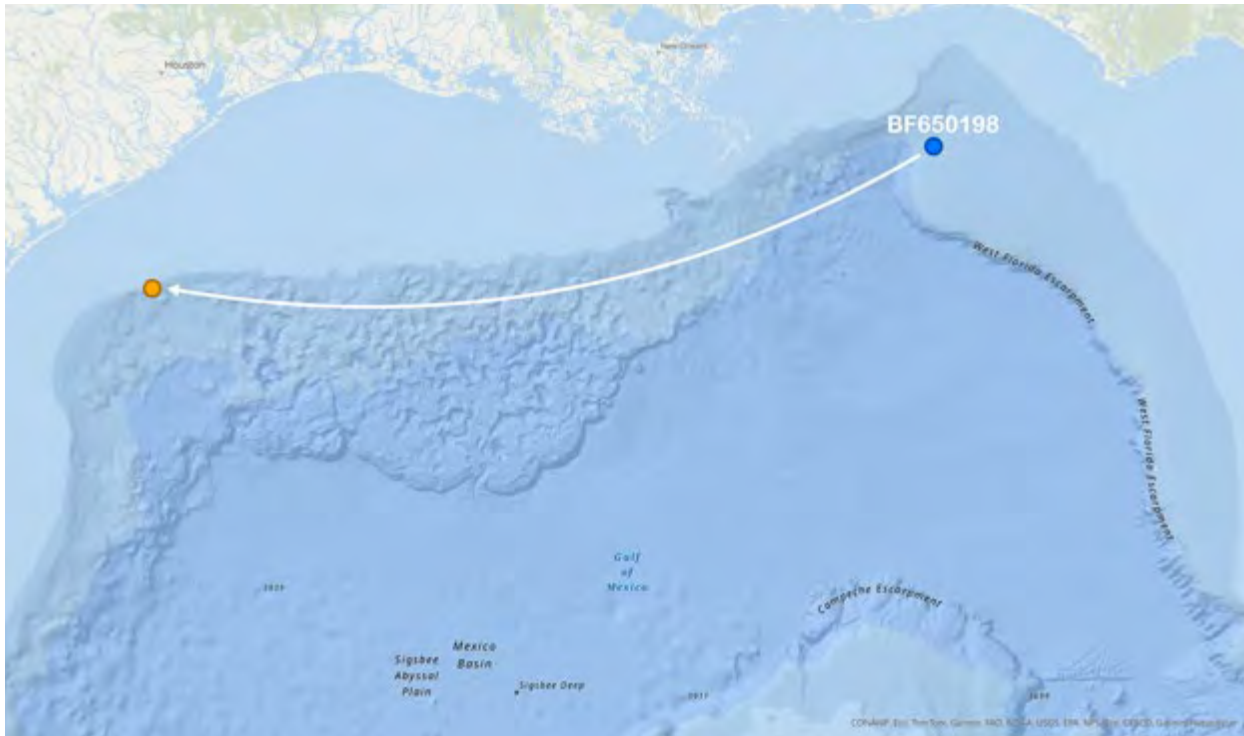 New Orleans
Houston
BF650198
West Florida Escarpment
West Florida Escarpment
Gulf
of
Mexico
Campeche Escarpment
Mexico
Basin
Sigsbee
Abyssal
Plain
Sigsbee Deep